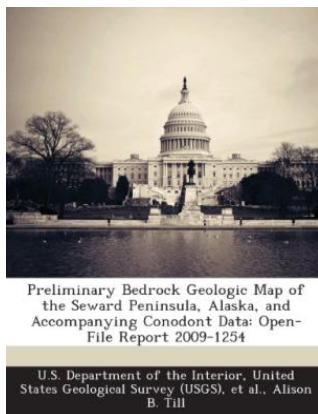 Preliminary Bedrock Geologic Map of
the Seward Peninsula, Alaska, and
Accompanying Conodont Data: Open-
File Report 2009-1254
U.S. Department of the Interior, United
States Geological Survey (USGS), et al., Alison
B. Till